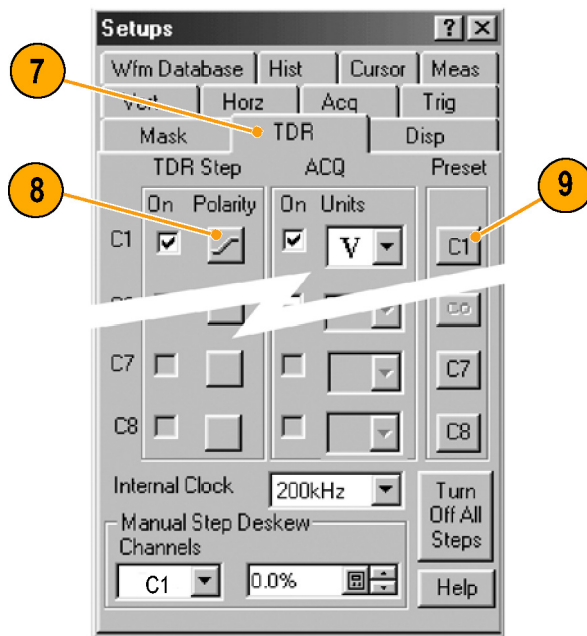 Setups ? ×
7
Wfm Database Hist Cursor Meas
Vert Horz Acq Trig
Mask TDR Disp
TDR Step ACQ Preset
8
9
On Polarity On Units
C1 V C1
C7 C7
C8 C8
Internal Clock 200kHz
Turn Off All Steps
Manual Step Deskew
Channels
C1 0.0%
Help